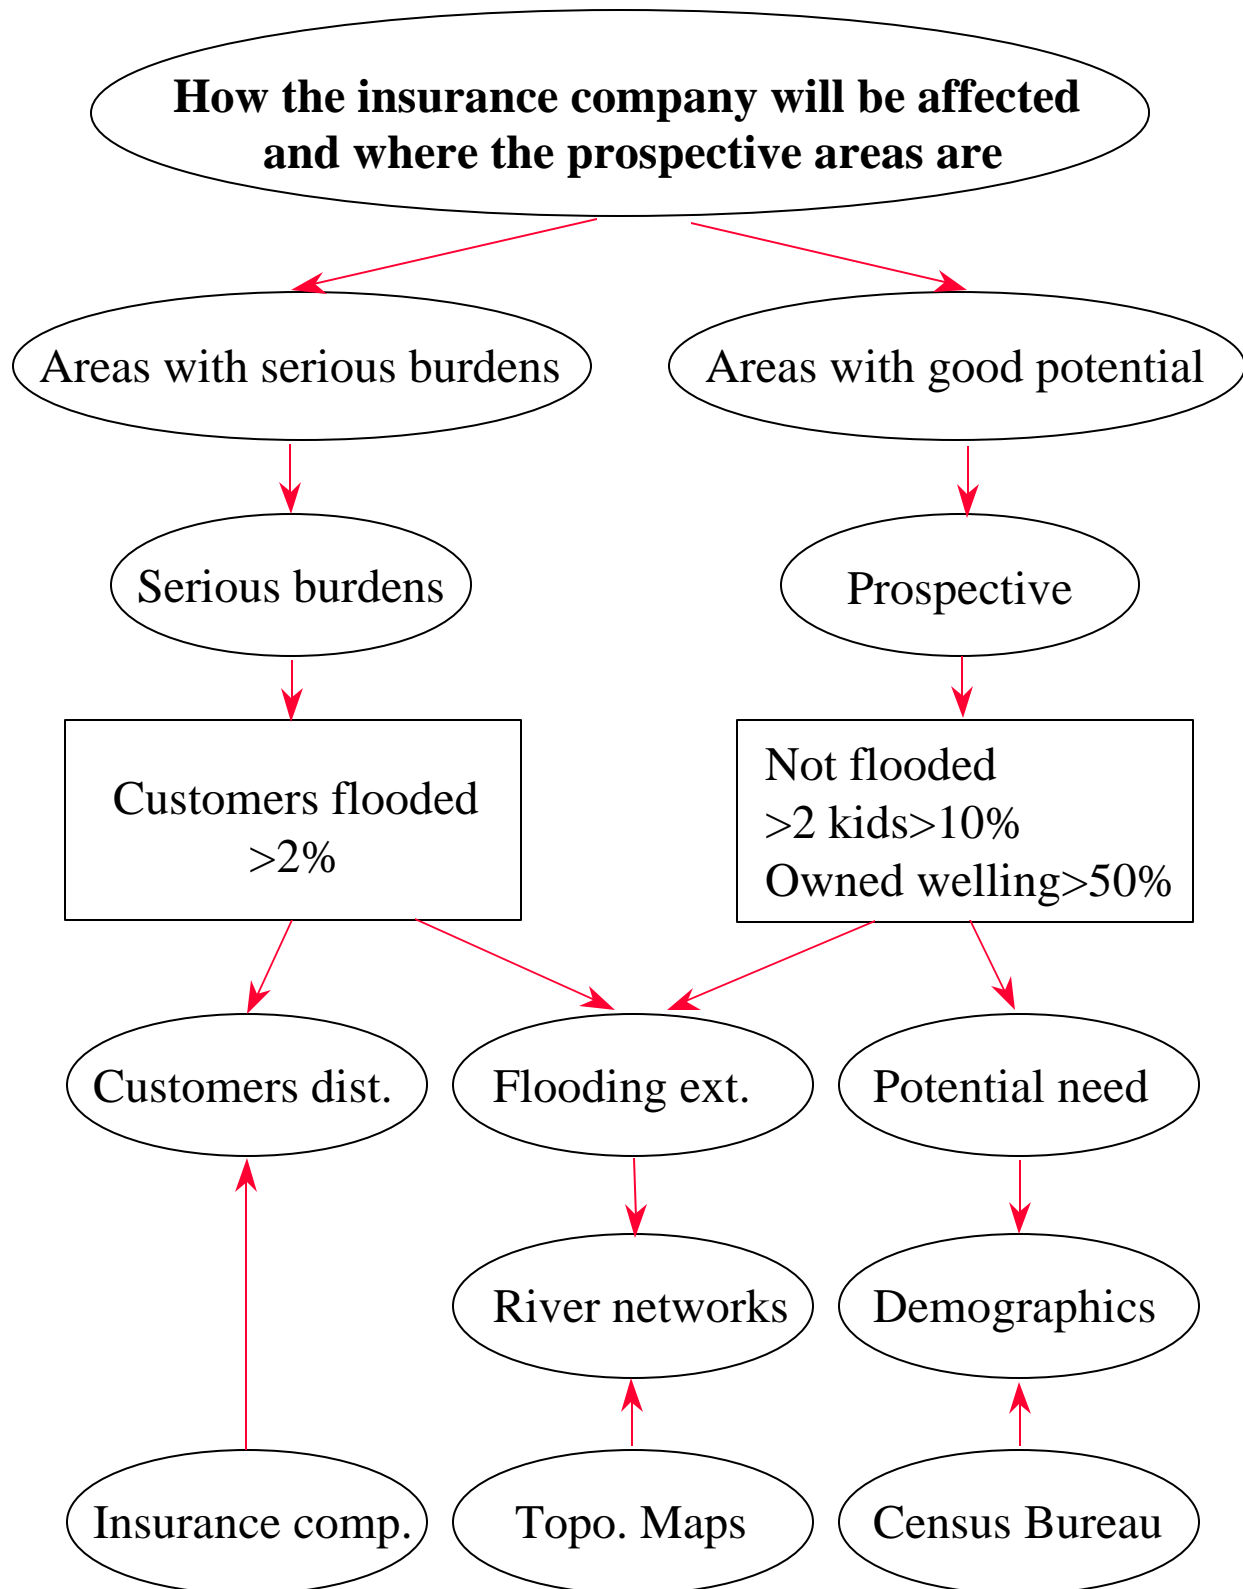 How the insurance company will be affected
and where the prospective areas are
Areas with serious burdens
Areas with good potential
Serious burdens
Prospective
Customers flooded
>2%
Not flooded
>2 kids>10%
Owned welling>50%
Customers dist.
Flooding ext.
Potential need
River networks
Demographics
Insurance comp.
Topo. Maps
Census Bureau